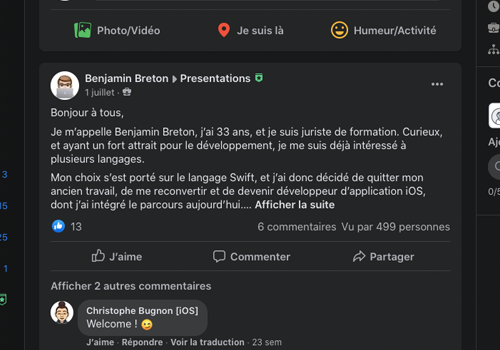 Photo/Vidéo
Je suis là
Humeur/Activité
Benjamin Breton ▸ Presentations
1 juillet ·
Bonjour à tous,
Je m'appelle Benjamin Breton, j'ai 33 ans, et je suis juriste de formation. Curieux,
et ayant un fort attrait pour le développement, je me suis déjà intéressé à
plusieurs langages.
Mon choix s'est porté sur le langage Swift, et j'ai donc décidé de quitter mon
ancien travail, de me reconvertir et de devenir développeur d'application iOS,
dont j'ai intégré le parcours aujourd'hui.... Afficher la suite
13
6 commentaires Vu par 499 personnes
J'aime
Commenter
Partager
Afficher 2 autres commentaires
Christophe Bugnon [iOS]
Welcome !
J'aime · Répondre · Voir la traduction · 23 sem
3
15
25
1
Co
Aj
0/5